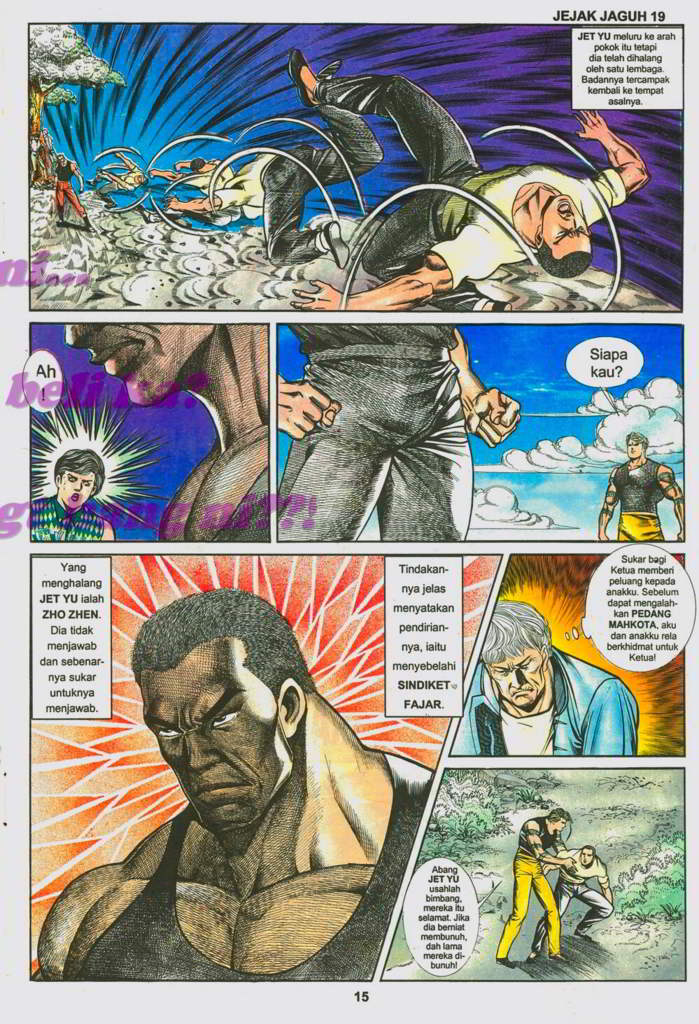 JEJAK JAGUH 19
JET YU meluru ke arah
pokok itu tetapi
dia telah dihalang
oleh satu lembaga.
Badannya tercampak
kembali ke tempat
asalnya.
ni...
Ah
Siapa
kau?
beli
ni??!
Yang
menghalang
JET YU ialah
ZHO ZHEN.
Dia tidak
menjawab
dan sebenar-
nya sukar
untuknya
menjawab.
Tindakan-
nya jelas
menyatakan
pendirian-
nya, iaitu
menyebelahi
SINDIKET
FAJAR.
Sukar bagi
Ketua memberi
peluang kepada
anakku. Sebelum
dapat mengalah-
kan PEDANG
MAHKOTA, aku
dan anakku rela
berkhidmat untuk
Ketua!
Abang
JET YU
usahlah
bimbang,
mereka itu
selamat. Jika
dia berniat
membunuh,
dah lama
mereka di-
bunuh!
15